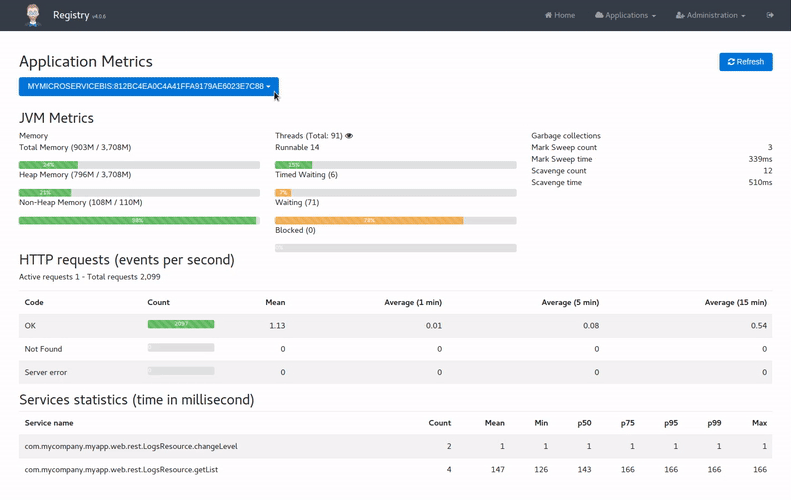 Registry v4.0.6 Home Applications Administration
Application Metrics
Refresh
MYMICROSERVICEBIS:812BC4EA0C4A41FFA9179AE6023E7C8B
JVM Metrics
Memory
Total Memory (903M / 3,708M)
24%
Heap Memory (796M / 3,708M)
21%
Non-Heap Memory (108M / 110M)
98%
Threads (Total: 91)
Runnable 14
15%
Timed Waiting (6)
7%
Waiting (71)
78%
Blocked (0)
0%
Garbage collections
Mark Sweep count 3
Mark Sweep time 339ms
Scavenge count 12
Scavenge time 510ms
HTTP requests (events per second)
Active requests 1 - Total requests 2,099
Code Count Mean Average (1 min) Average (5 min) Average (15 min)
OK 2097 1.13 0.01 0.08 0.54
Not Found 0 0 0 0
Server error 0 0 0 0
Services statistics (time in millisecond)
Service name Count Mean Min p50 p75 p95 p99 Max
com.mycompany.myapp.web.rest.LogsResource.changeLevel 2 1 1 1 1 1 1 1
com.mycompany.myapp.web.rest.LogsResource.getList 4 147 126 143 166 166 166 166